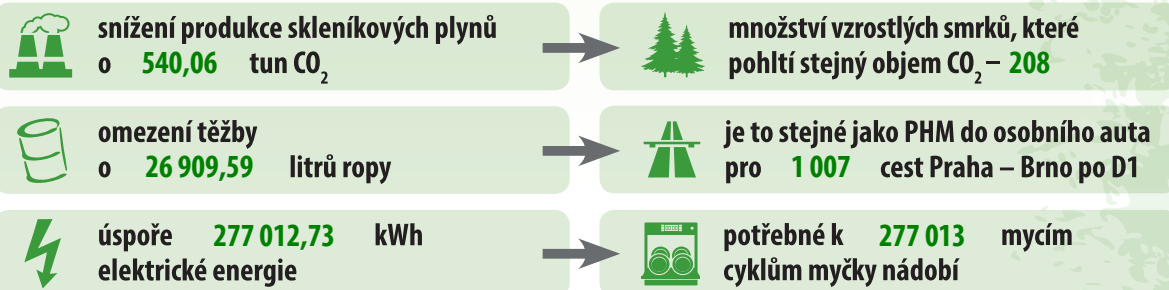 snížení produkce skleníkových plynů
o 540,06 tun CO₂
množství vzrostlých smrků, které
pohltí stejný objem CO₂ – 208
omezení těžby
o 26 909,59 litrů ropy
je to stejné jako PHM do osobního auta
pro 1 007 cest Praha – Brno po D1
úspoře 277 012,73 kWh
elektrické energie
potřebné k 277 013 mycím
cyklům myčky nádobí